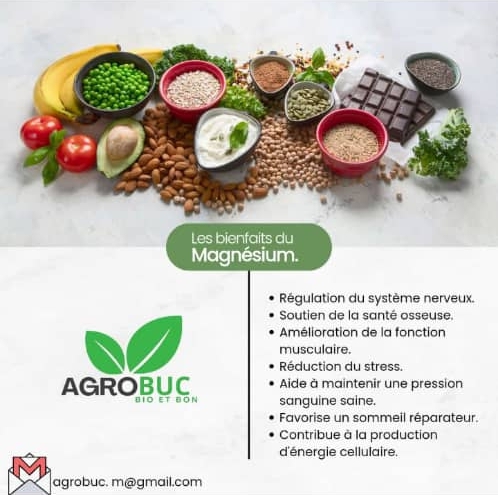 Les bienfaits du
Magnésium.
AGROBUC
BIO ET BON
• Régulation du système nerveux.
• Soutien de la santé osseuse.
• Amélioration de la fonction
musculaire.
• Réduction du stress.
• Aide à maintenir une pression
sanguine saine.
• Favorise un sommeil réparateur.
• Contribue à la production
d'énergie cellulaire.
agrobuc. m@gmail.com